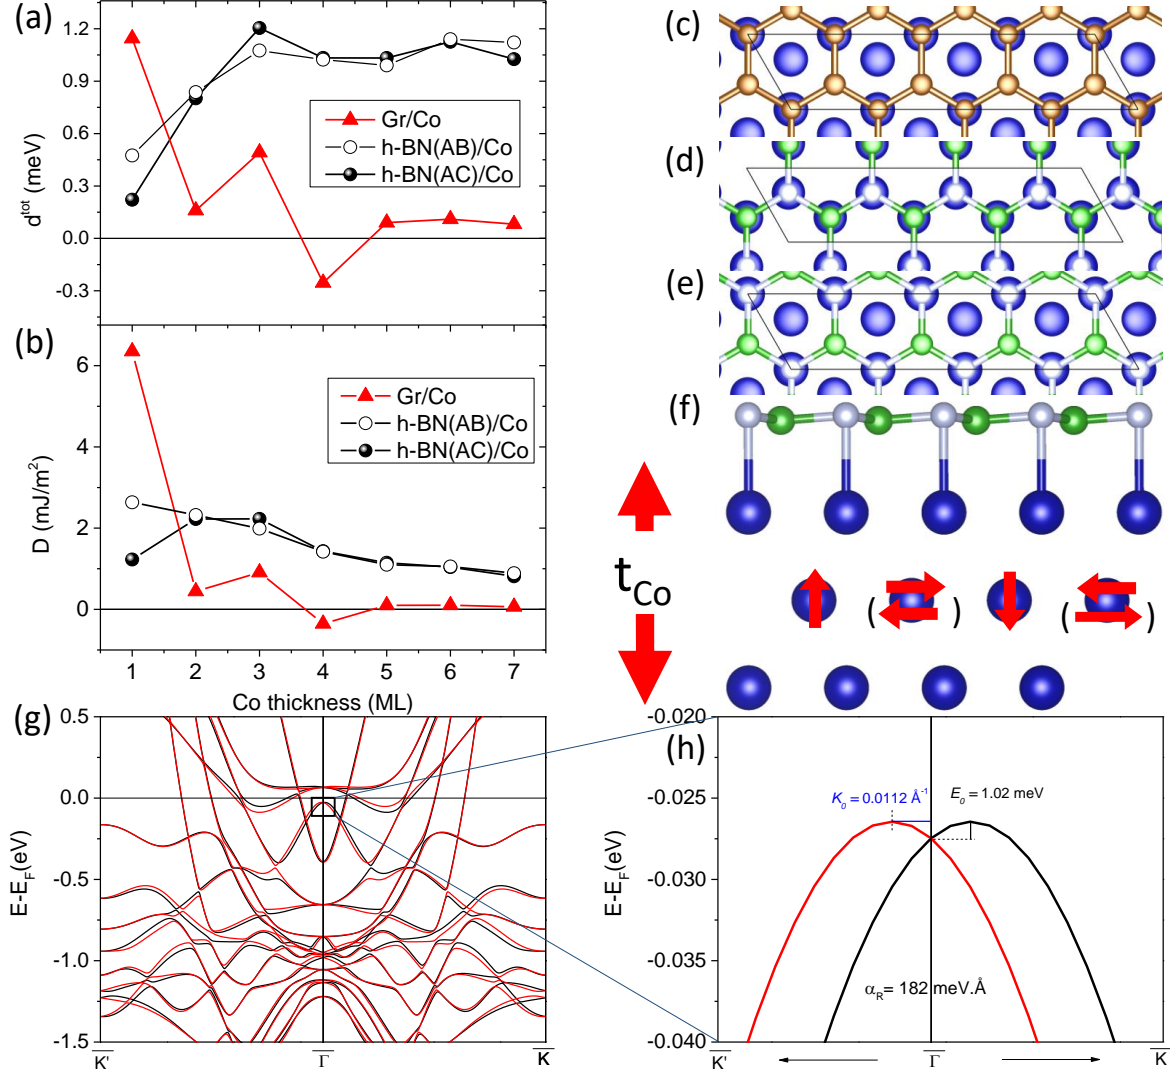 (a)
1.2
0.9
0.6
0.3
0.0
-0.3
d^tot (meV)
Gr/Co
h-BN(AB)/Co
h-BN(AC)/Co
(b)
6
4
2
0
D (mJ/m²)
Gr/Co
h-BN(AB)/Co
h-BN(AC)/Co
1 2 3 4 5 6 7
Co thickness (ML)
(c)
(d)
(e)
(f)
t_Co
( )
( )
(g)
0.5
0.0
-0.5
-1.0
-1.5
E-E_F(eV)
K̅'̅ Γ̅ K̅
(h)
-0.020
-0.025
-0.030
-0.035
-0.040
E-E_F(eV)
K_0 = 0.0112 Å⁻¹
E_0 = 1.02 meV
α_R= 182 meV.Å
K̅'̅ Γ̅ K̅